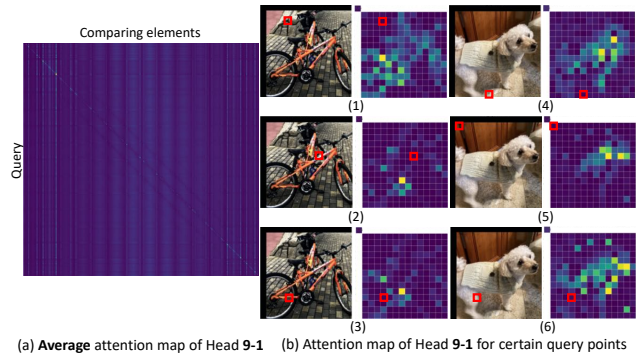 Comparing elements
Query
(1)
(4)
(2)
(5)
(3)
(6)
(a) Average attention map of Head 9-1
(b) Attention map of Head 9-1 for certain query points